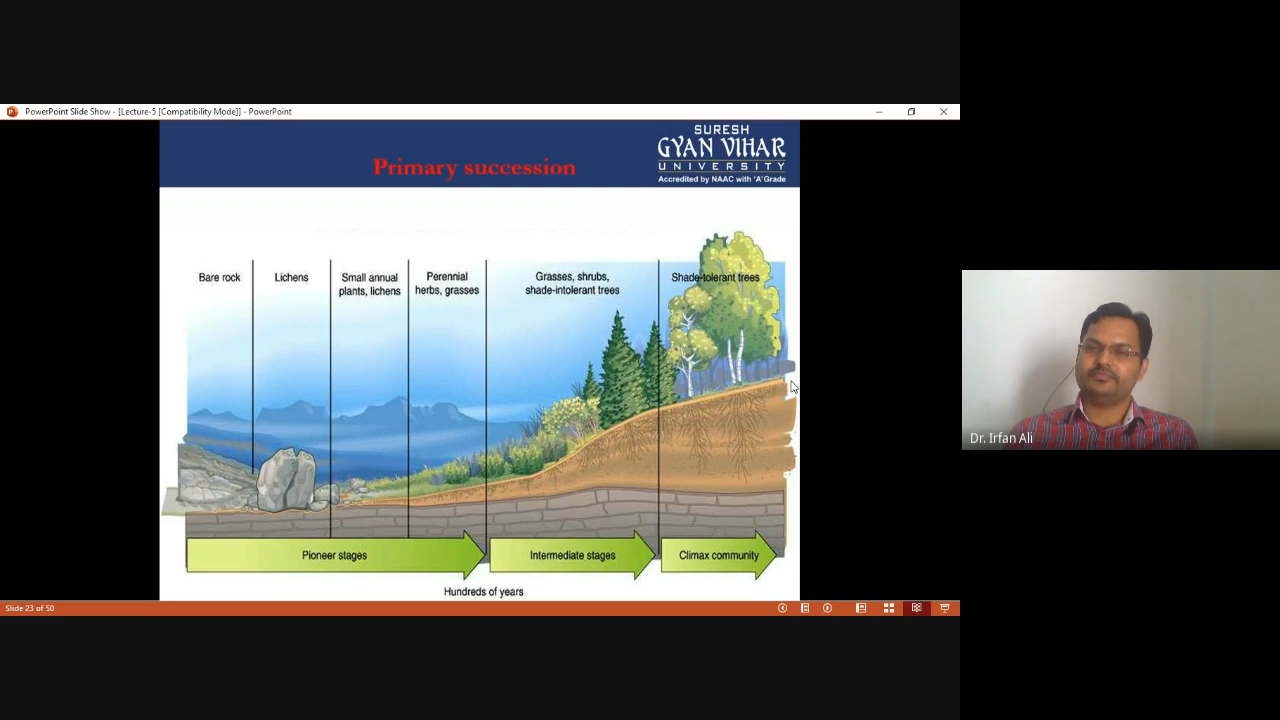 PowerPoint Slide Show - [Lecture-5 [Compatibility Mode]] - PowerPoint
SURESH
GYAN VIHAR
UNIVERSITY
Accredited by NAAC with 'A' Grade
Primary succession
Bare rock
Lichens
Small annual
plants, lichens
Perennial
herbs, grasses
Grasses, shrubs,
shade-intolerant trees
Shade-tolerant trees
Pioneer stages
Intermediate stages
Climax community
Hundreds of years
Slide 23 of 50
Dr. Irfan Ali